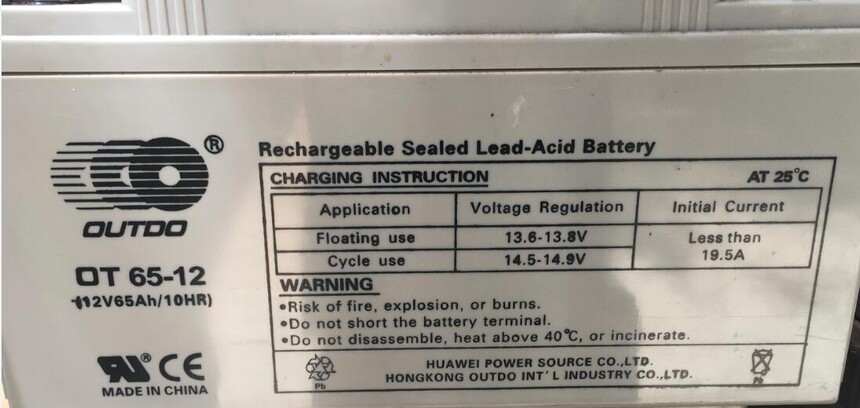 ®
OUTDO
OT 65-12
(12V65Ah/10HR)
®
CE
MADE IN CHINA
Rechargeable Sealed Lead-Acid Battery
CHARGING INSTRUCTION AT 25°C
Application Voltage Regulation Initial Current
Floating use 13.6-13.8V Less than
Cycle use 14.5-14.9V 19.5A
WARNING
•Risk of fire, explosion, or burns.
•Do not short the battery terminal.
•Do not disassemble, heat above 40°C, or incinerate.
Pb
HUAWEI POWER SOURCE CO.,LTD.
HONGKONG OUTDO INT'L INDUSTRY CO.,LTD.
Pb